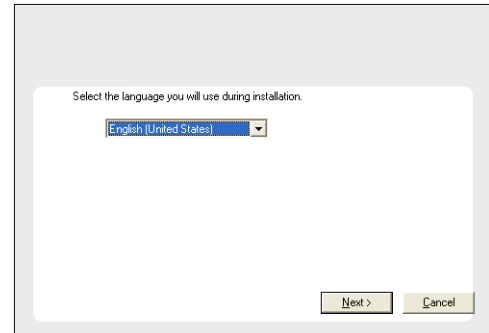 Select the language you will use during installation.
English (United States)
Next >
Cancel